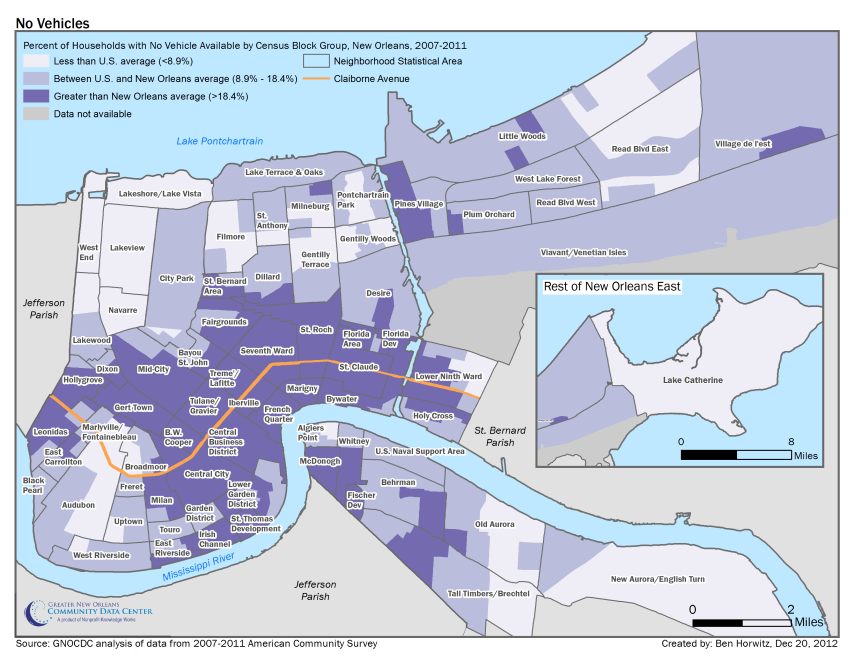 No Vehicles
Percent of Households with No Vehicle Available by Census Block Group, New Orleans, 2007-2011
Less than U.S. average (<8.9%)
Neighborhood Statistical Area
Between U.S. and New Orleans average (8.9% - 18.4%)
Claiborne Avenue
Greater than New Orleans average (>18.4%)
Data not available
Lake Pontchartrain
Little Woods
Read Blvd East
Village de l'est
Lake Terrace & Oaks
West Lake Forest
Lakeshore/Lake Vista
Pontchartrain
Park
Milneburg
Pines Village
Read Blvd West
Plum Orchard
St.
Anthony
Filmore
Gentilly Woods
West
End
Lakeview
Viavant/Venetian Isles
Gentilly
Terrace
City Park
St. Bernard
Area
Dillard
Rest of New Orleans East
Desire
Jefferson
Parish
Navarre
Fairgrounds
St. Roch
Florida
Area
Florida
Dev
Lakewood
Bayou
St. John
Seventh Ward
Dixon
Mid-City
St. Claude
Lower Ninth Ward
Lake Catherine
Hollygrove
Treme'/
Lafitte
Marigny
Bywater
Gert Town
Tulane/
Gravier
Iberville
French
Quarter
Holy Cross
St. Bernard
Parish
Leonidas
Marlyville/
Fontainebleau
B.W.
Cooper
Central
Business
District
Algiers
Point
Whitney
U.S. Naval Support Area
0
8
Miles
East
Carrollton
Broadmoor
McDonogh
Black
Pearl
Freret
Central City
Lower
Garden
District
Behrman
Milan
Fischer
Dev
Audubon
Uptown
Garden
District
St. Thomas
Development
Old Aurora
Touro
Irish
Channel
East
Riverside
West Riverside
Mississippi River
Jefferson
Parish
New Aurora/English Turn
Tall Timbers/Brechtel
GREATER NEW ORLEANS
COMMUNITY DATA CENTER
A product of Nonprofit Knowledge Works
0
2
Miles
Source: GNOCDC analysis of data from 2007-2011 American Community Survey
Created by: Ben Horwitz, Dec 20, 2012